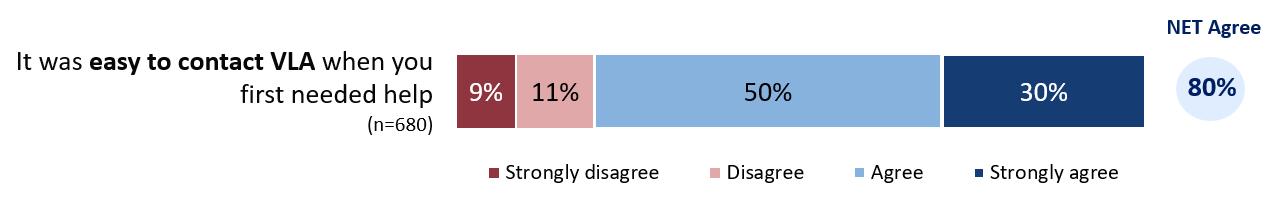 NET Agree
It was easy to contact VLA when you
first needed help
(n=680)
9% 11% 50% 30% 80%
Strongly disagree Disagree Agree Strongly agree